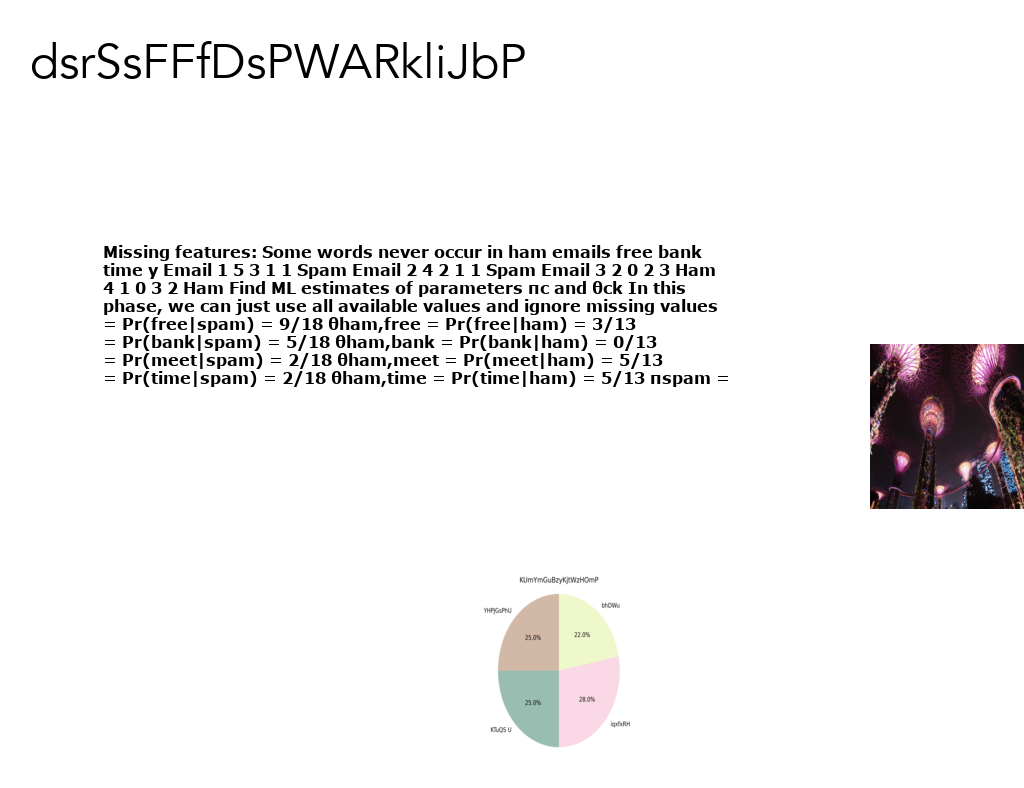 dsrSsFFfDsPWARkliJbP
Missing features: Some words never occur in ham emails free bank
time y Email 1 5 3 1 1 Spam Email 2 4 2 1 1 Spam Email 3 2 0 2 3 Ham
4 1 0 3 2 Ham Find ML estimates of parameters πc and θck In this
phase, we can just use all available values and ignore missing values
= Pr(free|spam) = 9/18 θham,free = Pr(free|ham) = 3/13
= Pr(bank|spam) = 5/18 θham,bank = Pr(bank|ham) = 0/13
= Pr(meet|spam) = 2/18 θham,meet = Pr(meet|ham) = 5/13
= Pr(time|spam) = 2/18 θham,time = Pr(time|ham) = 5/13 πspam =
KUmYmGuBzyKjtWzHOmP
YHPJGsPhU
bhDWu
25.0%
22.0%
25.0%
28.0%
KTuQS U
iqxfxRH